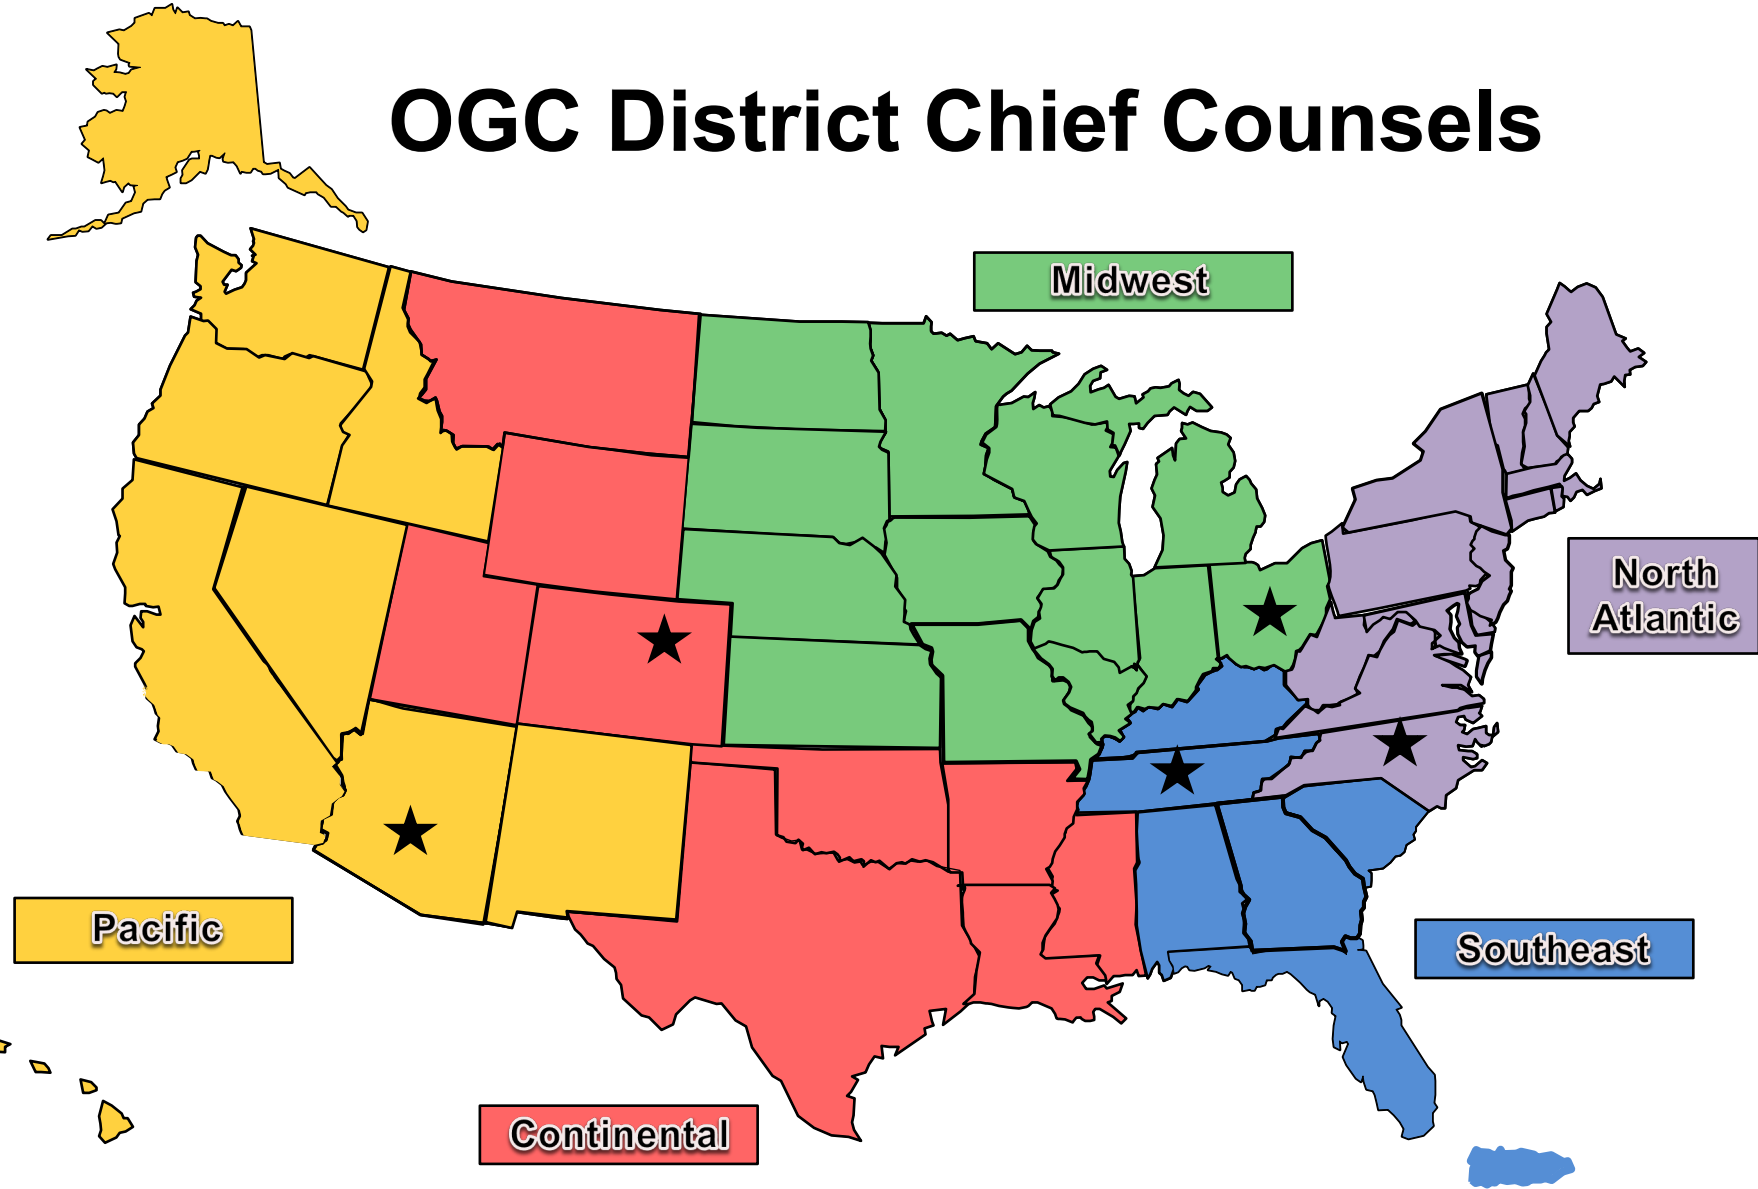 OGC District Chief Counsels
Midwest
North
Atlantic
Pacific
Southeast
Continental